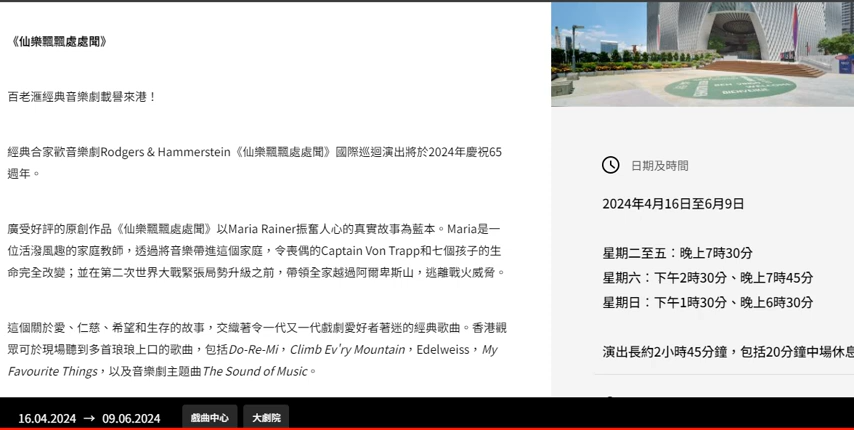 《仙樂飄飄處處聞》
百老滙經典音樂劇載譽來港！
經典合家歡音樂劇Rodgers & Hammerstein《仙樂飄飄處處聞》國際巡迴演出將於2024年慶祝65
週年。
廣受好評的原創作品《仙樂飄飄處處聞》以Maria Rainer振奮人心的真實故事為藍本。Maria是一
位活潑風趣的家庭教師，透過將音樂帶進這個家庭，令喪偶的Captain Von Trapp和七個孩子的生
命完全改變；並在第二次世界大戰緊張局勢升級之前，帶領全家越過阿爾卑斯山，逃離戰火威脅。
這個關於愛、仁慈、希望和生存的故事，交織著令一代又一代戲劇愛好者著迷的經典歌曲。香港觀
眾可於現場聽到多首琅琅上口的歌曲，包括Do-Re-Mi，Climb Ev'ry Mountain，Edelweiss，My
Favourite Things，以及音樂劇主題曲The Sound of Music。
日期及時間
2024年4月16日至6月9日
星期二至五：晚上7時30分
星期六：下午2時30分、晚上7時45分
星期日：下午1時30分、晚上6時30分
演出長約2小時45分鐘，包括20分鐘中場休息
16.04.2024 → 09.06.2024
戲曲中心
大劇院